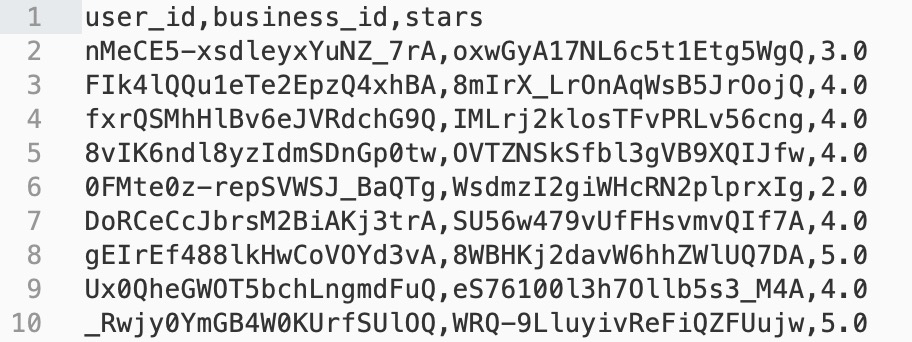 1 user_id,business_id,stars
2 nMeCE5-xsdleyxYuNZ_7rA,oxwGyA17NL6c5t1Etg5WgQ,3.0
3 FIk4lQQu1eTe2EpzQ4xhBA,8mIrX_LrOnAqWsB5JrOojQ,4.0
4 fxrQSMhHlBv6eJVRdchG9Q,IMLrj2klosTFvPRLv56cng,4.0
5 8vIK6ndl8yzIdmSDnGp0tw,OVTZNSkSfbl3gVB9XQIJfw,4.0
6 0FMte0z-repSVWSJ_BaQTg,WsdmzI2giWHcRN2plprxIg,2.0
7 DoRCeCcJbrsM2BiAKj3trA,SU56w479vUfFHsvmvQIf7A,4.0
8 gEIrEf488lkHwCoVOYd3vA,8WBHKj2davW6hhZWlUQ7DA,5.0
9 Ux0QheGWOT5bchLngmdFuQ,eS76100l3h7Ollb5s3_M4A,4.0
10 _Rwjy0YmGB4W0KUrfSUlOQ,WRQ-9LluyivReFiQZFUujw,5.0